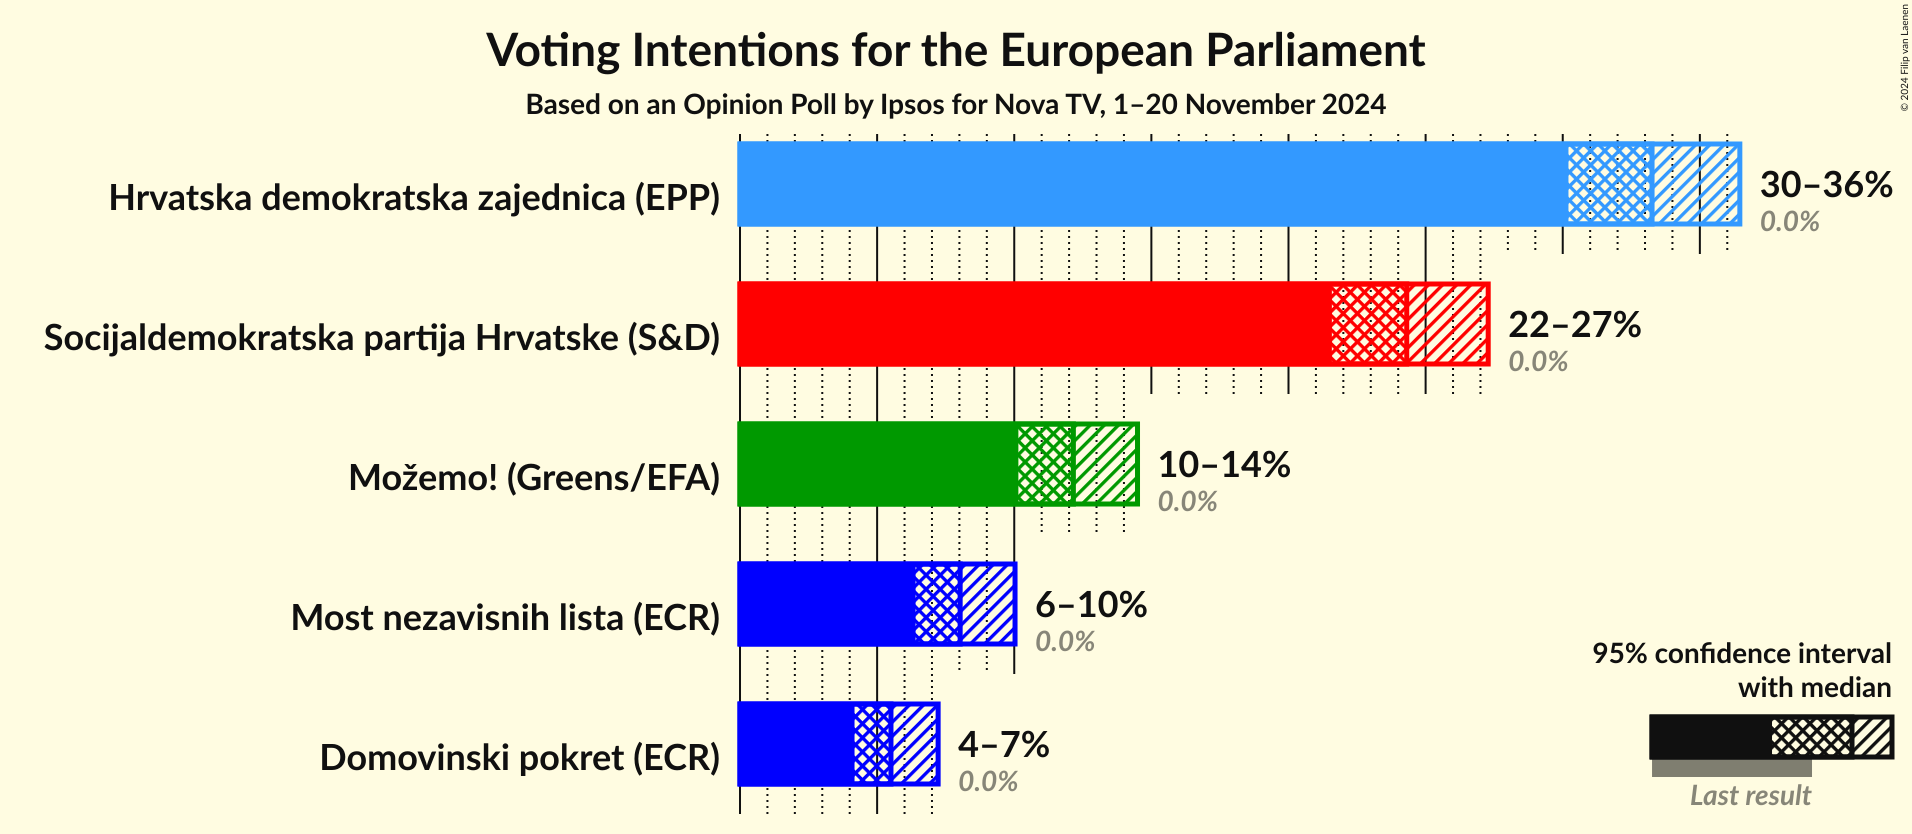 Voting Intentions for the European Parliament
Based on an Opinion Poll by Ipsos for Nova TV, 1–20 November 2024
© 2024 Filip van Laenen
Hrvatska demokratska zajednica (EPP)
30–36%
0.0%
Socijaldemokratska partija Hrvatske (S&D)
22–27%
0.0%
Možemo! (Greens/EFA)
10–14%
0.0%
Most nezavisnih lista (ECR)
6–10%
0.0%
Domovinski pokret (ECR)
4–7%
0.0%
95% confidence interval
with median
Last result